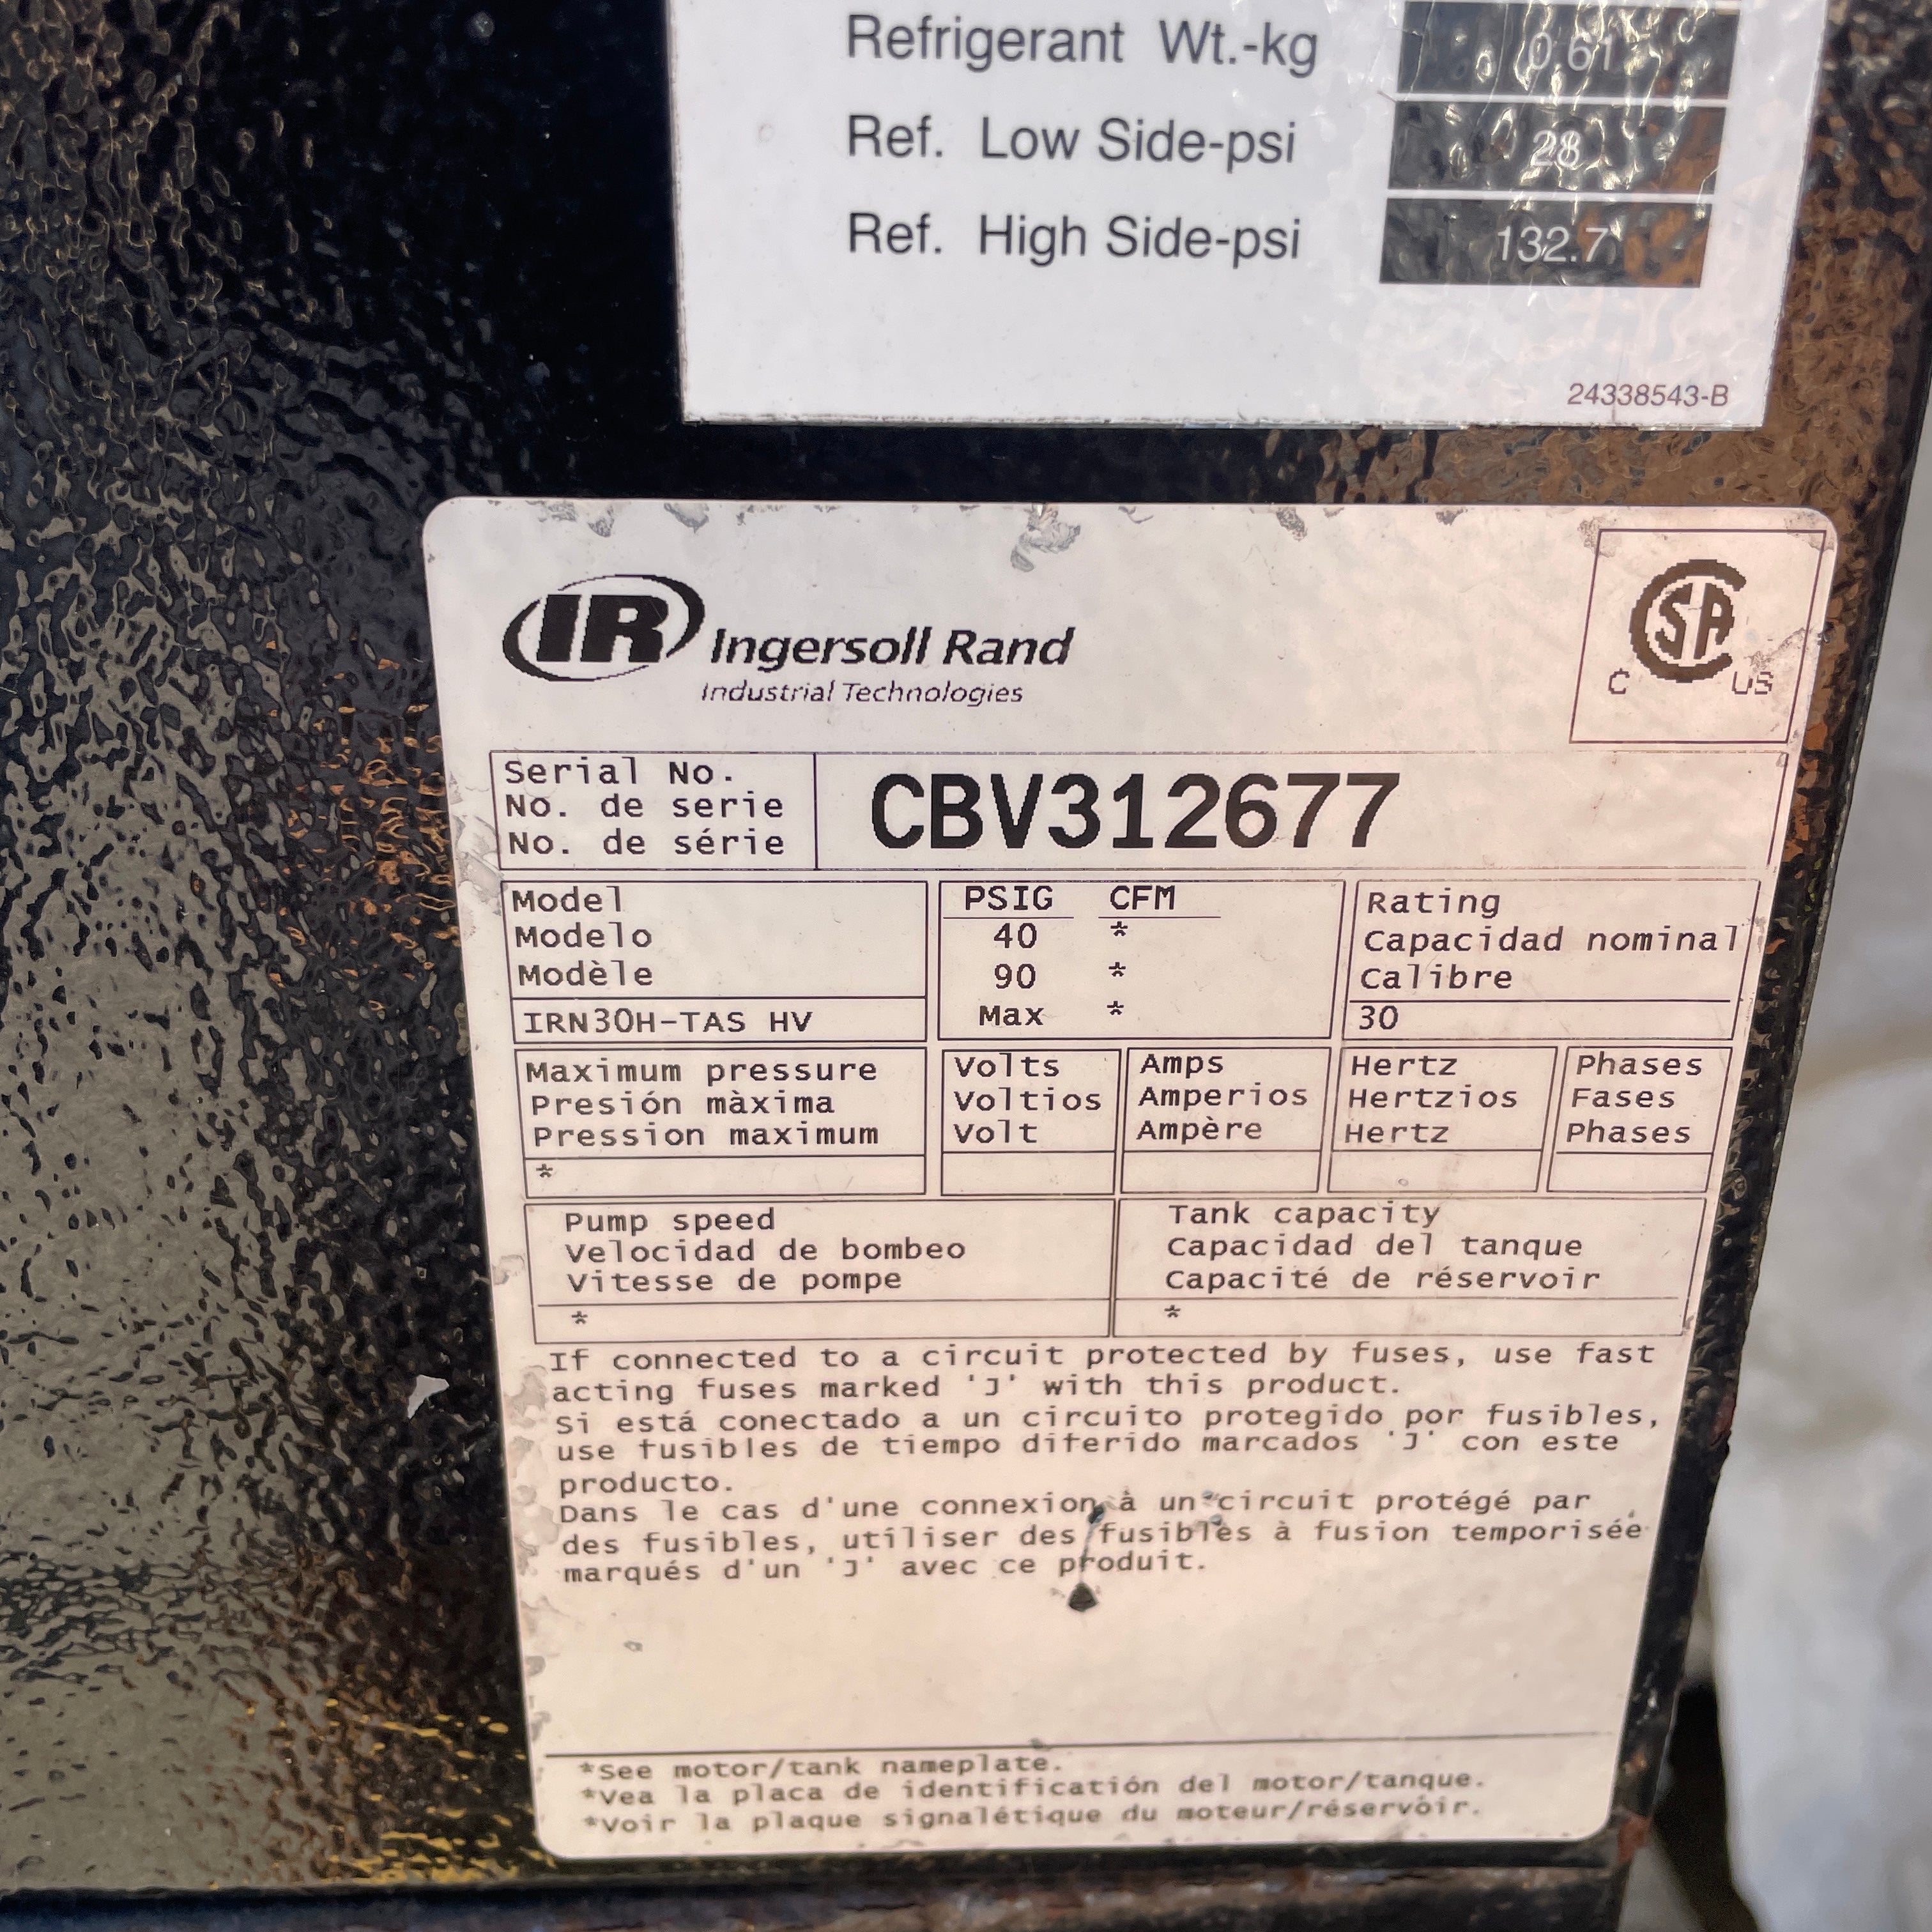 Refrigerant Wt.-kg 0.61
Ref. Low Side-psi 28
Ref. High Side-psi 132.7
24338543-B
IR Ingersoll Rand
Industrial Technologies
CSA
C US
Serial No.
No. de serie
No. de série
CBV312677
Model
Modelo
Modèle
IRN30H-TAS HV
PSIG CFM
40 *
90 *
Max *
Rating
Capacidad nominal
Calibre
30
Maximum pressure
Presión màxima
Pression maximum
*
Volts
Voltios
Volt
Amps
Amperios
Ampère
Hertz
Hertzios
Hertz
Phases
Fases
Phases
Pump speed
Velocidad de bombeo
Vitesse de pompe
*
Tank capacity
Capacidad del tanque
Capacité de réservoir
*
If connected to a circuit protected by fuses, use fast
acting fuses marked 'J' with this product.
Si está conectado a un circuito protegido por fusibles,
use fusibles de tiempo diferido marcados 'J' con este
producto.
Dans le cas d'une connexion à un circuit protégé par
des fusibles, utiliser des fusibles à fusion temporisée
marqués d'un 'J' avec ce produit.
*See motor/tank nameplate.
*Vea la placa de identificatión del motor/tanque.
*Voir la plaque signalétique du moteur/réservoir.